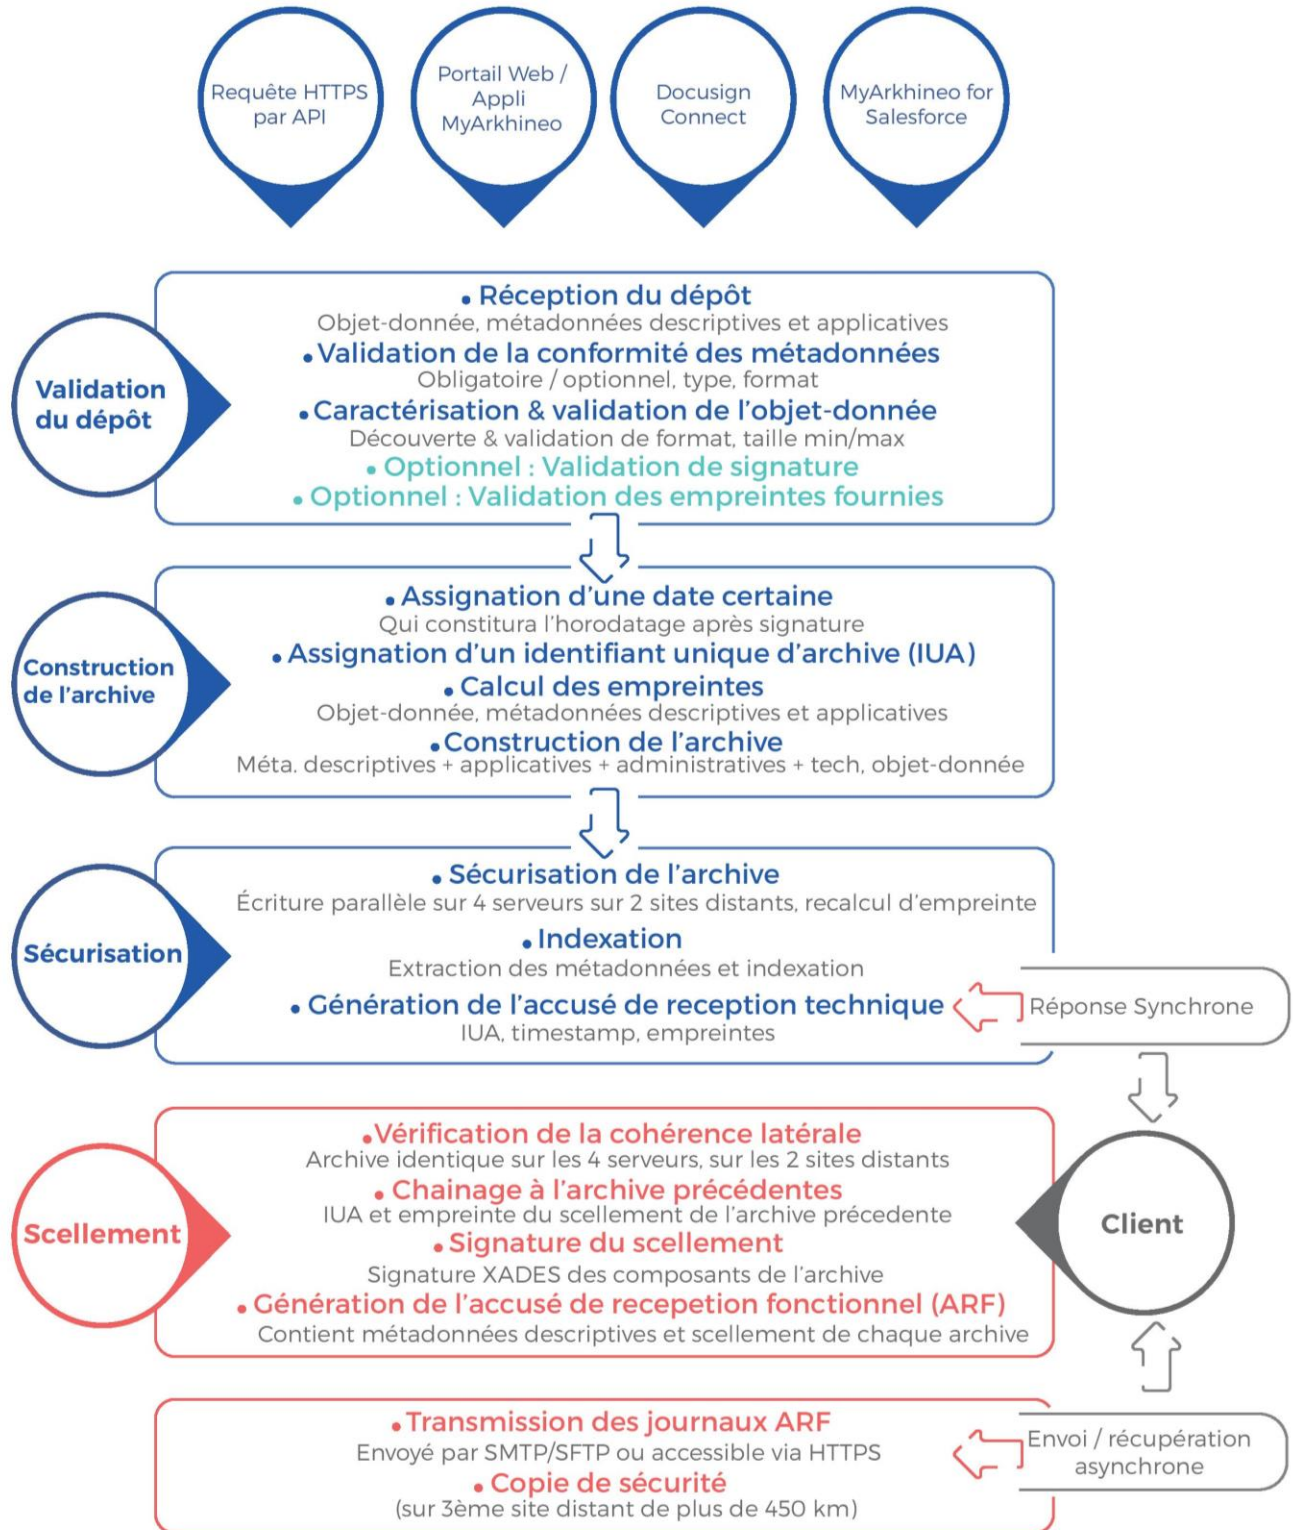 Requête HTTPS
par API
Portail Web /
Appli
MyArkhineo
Docusign
Connect
MyArkhineo for
Salesforce
Validation
du dépôt
• Réception du dépôt
Objet-donnée, métadonnées descriptives et applicatives
• Validation de la conformité des métadonnées
Obligatoire / optionnel, type, format
• Caractérisation & validation de l'objet-donnée
Découverte & validation de format, taille min/max
• Optionnel : Validation de signature
• Optionnel : Validation des empreintes fournies
Construction
de l'archive
• Assignation d'une date certaine
Qui constitura l'horodatage après signature
• Assignation d'un identifiant unique d'archive (IUA)
• Calcul des empreintes
Objet-donnée, métadonnées descriptives et applicatives
• Construction de l'archive
Méta. descriptives + applicatives + administratives + tech, objet-donnée
Sécurisation
• Sécurisation de l'archive
Écriture parallèle sur 4 serveurs sur 2 sites distants, recalcul d'empreinte
• Indexation
Extraction des métadonnées et indexation
• Génération de l'accusé de reception technique
IUA, timestamp, empreintes
Réponse Synchrone
Scellement
• Vérification de la cohérence latérale
Archive identique sur les 4 serveurs, sur les 2 sites distants
• Chainage à l'archive précédentes
IUA et empreinte du scellement de l'archive précedente
• Signature du scellement
Signature XADES des composants de l'archive
• Génération de l'accusé de recepetion fonctionnel (ARF)
Contient métadonnées descriptives et scellement de chaque archive
Client
• Transmission des journaux ARF
Envoyé par SMTP/SFTP ou accessible via HTTPS
• Copie de sécurité
(sur 3ème site distant de plus de 450 km)
Envoi / récupération
asynchrone